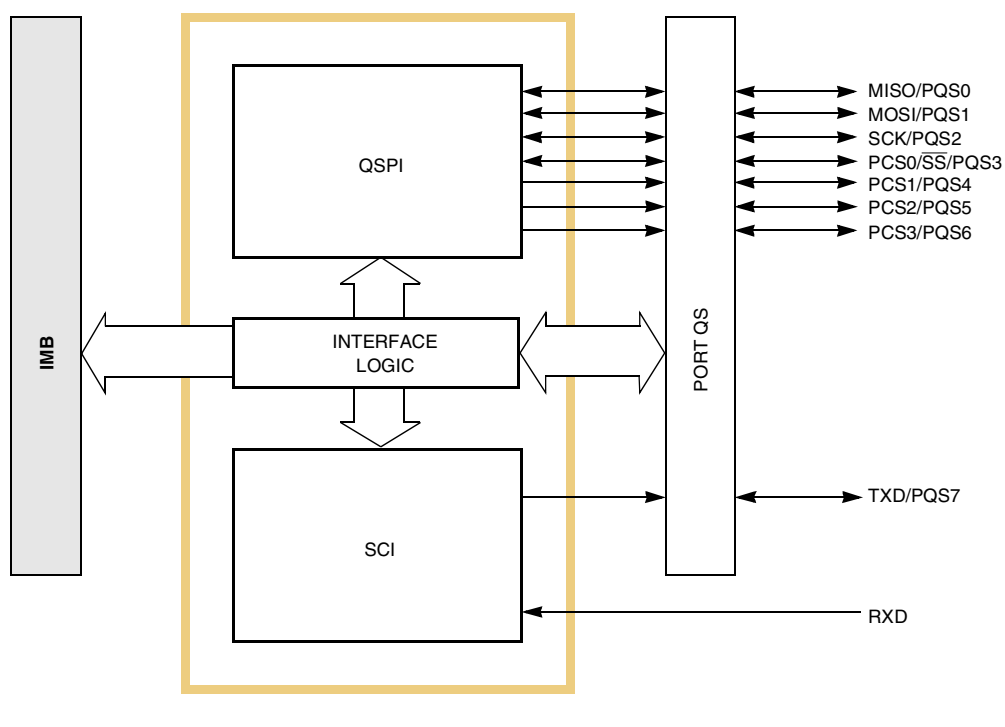 QSPI
MISO/PQS0
MOSI/PQS1
SCK/PQS2
PCS0/S̅S̅/PQS3
PCS1/PQS4
PCS2/PQS5
PCS3/PQS6
IMB
INTERFACE
LOGIC
PORT QS
SCI
TXD/PQS7
RXD